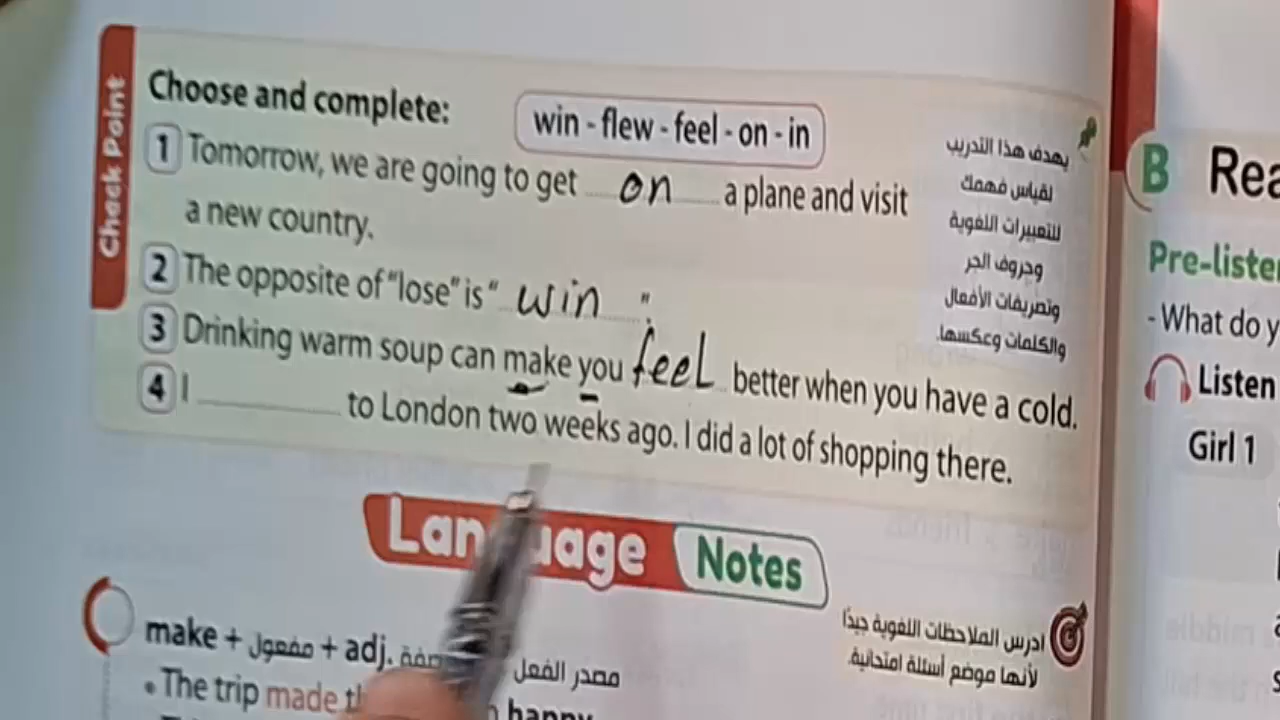 Check Point
Choose and complete:
win - flew - feel - on - in
1 Tomorrow, we are going to get on a plane and visit
a new country.
2 The opposite of "lose" is " win ".
3 Drinking warm soup can make you feel better when you have a cold.
4 I ............ to London two weeks ago. I did a lot of shopping there.
يهدف هذا التدريب
لقياس فهمك
للتعبيرات اللغوية
وحروف الجر
وتصريفات الأفعال
والكلمات وعكسها.
Language Notes
ادرس الملاحظات اللغوية جيدًا
لأنها موضع أسئلة امتحانية.
make + مفعول + adj. صفة مصدر الفعل
• The trip made
happy
B
Pre-liste
- What do y
Listen
Girl 1